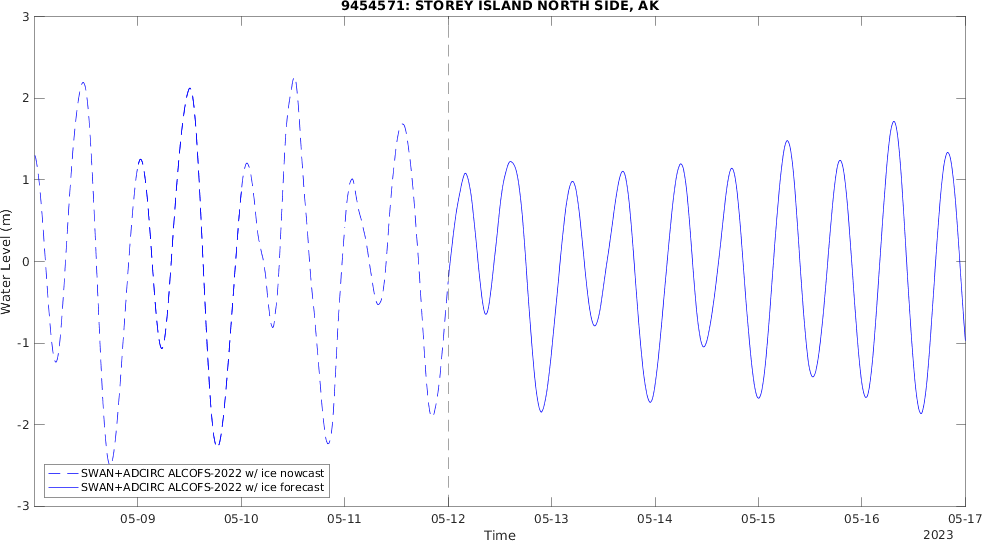 9454571: STOREY ISLAND NORTH SIDE, AK
3
2
1
0
-1
-2
-3
Water Level (m)
SWAN+ADCIRC ALCOFS-2022 w/ ice nowcast
SWAN+ADCIRC ALCOFS-2022 w/ ice forecast
05-09 05-10 05-11 05-12 05-13 05-14 05-15 05-16 05-17
Time
2023